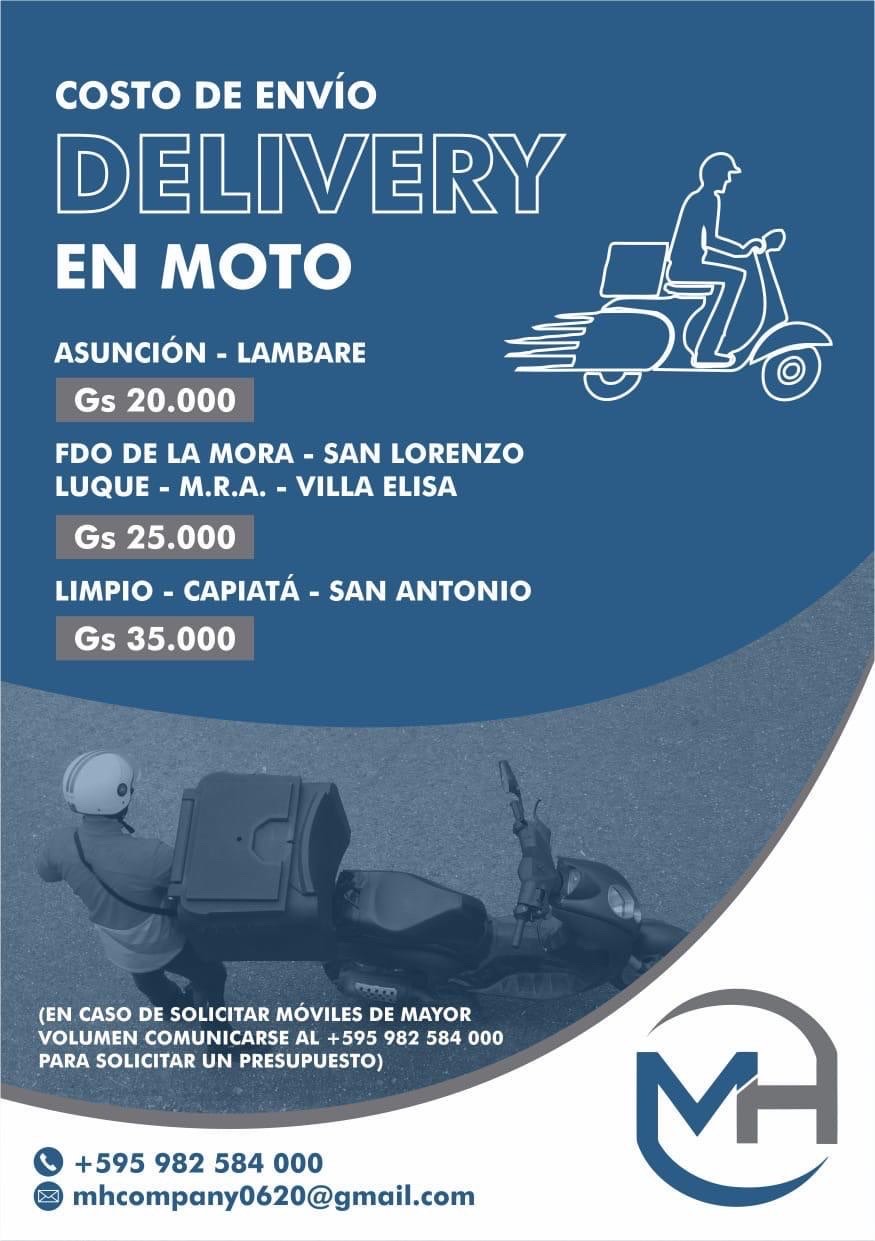 COSTO DE ENVÍO
DELIVERY
EN MOTO
ASUNCIÓN - LAMBARE
Gs 20.000
FDO DE LA MORA - SAN LORENZO
LUQUE - M.R.A. - VILLA ELISA
Gs 25.000
LIMPIO - CAPIATÁ - SAN ANTONIO
Gs 35.000
(EN CASO DE SOLICITAR MÓVILES DE MAYOR
VOLUMEN COMUNICARSE AL +595 982 584 000
PARA SOLICITAR UN PRESUPUESTO)
MH
+595 982 584 000
mhcompany0620@gmail.com